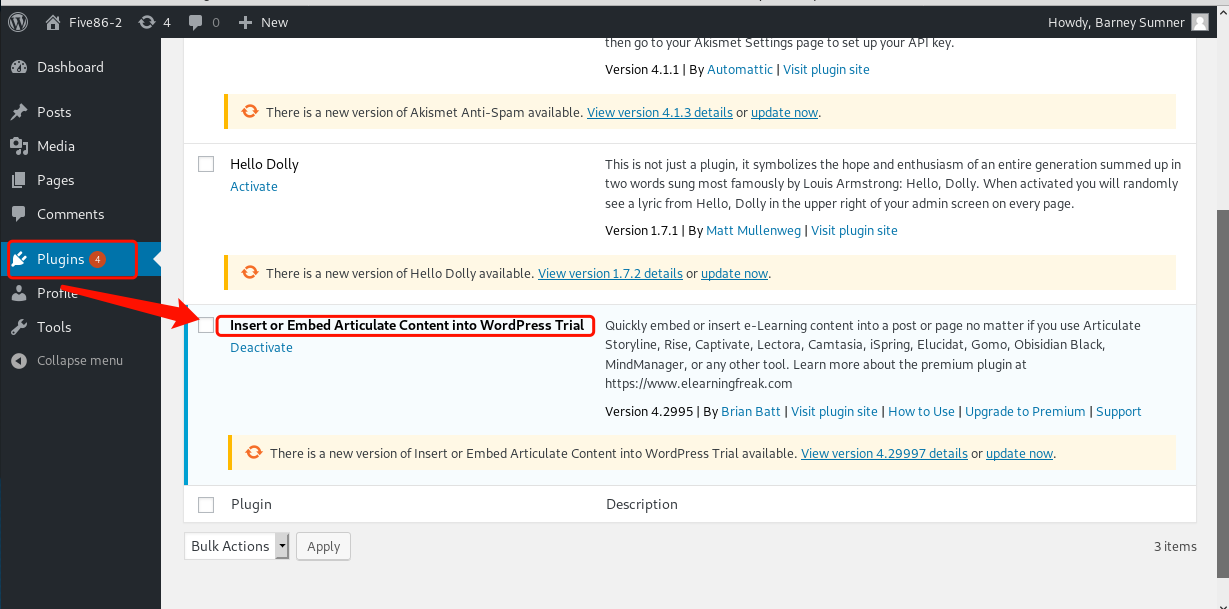 Five86-2 4 0 New Howdy, Barney Sumner
Dashboard
Posts
Media
Pages
Comments
Plugins 4
Profile
Tools
Collapse menu
then go to your Akismet Settings page to set up your API key.
Version 4.1.1 | By Automattic | Visit plugin site
There is a new version of Akismet Anti-Spam available. View version 4.1.3 details or update now.
Hello Dolly
Activate
This is not just a plugin, it symbolizes the hope and enthusiasm of an entire generation summed up in
two words sung most famously by Louis Armstrong: Hello, Dolly. When activated you will randomly
see a lyric from Hello, Dolly in the upper right of your admin screen on every page.
Version 1.7.1 | By Matt Mullenweg | Visit plugin site
There is a new version of Hello Dolly available. View version 1.7.2 details or update now.
Insert or Embed Articulate Content into WordPress Trial
Deactivate
Quickly embed or insert e-Learning content into a post or page no matter if you use Articulate
Storyline, Rise, Captivate, Lectora, Camtasia, iSpring, Elucidat, Gomo, Obisidian Black,
MindManager, or any other tool. Learn more about the premium plugin at
https://www.elearningfreak.com
Version 4.2995 | By Brian Batt | Visit plugin site | How to Use | Upgrade to Premium | Support
There is a new version of Insert or Embed Articulate Content into WordPress Trial available. View version 4.29997 details or update now.
Plugin Description
Bulk Actions Apply 3 items